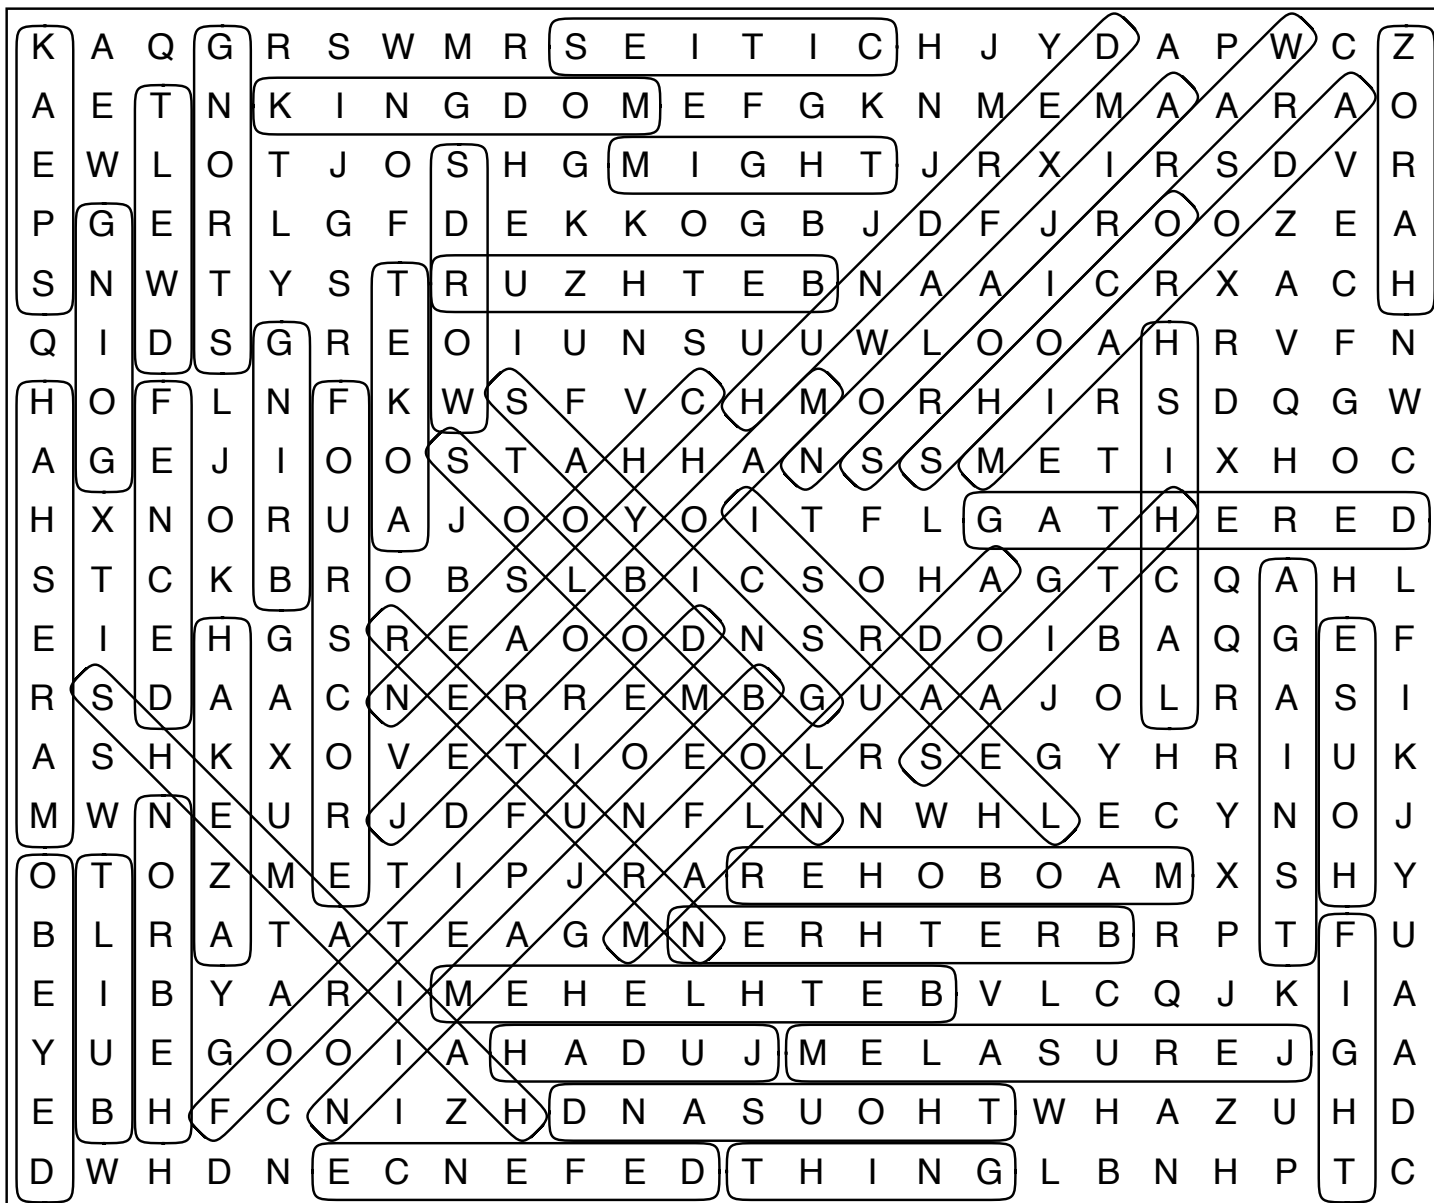 K A Q G R S W M R S E I T I C H J Y D A P W C Z
A E T N K I N G D O M E F G K N M E M A A R A O
E W L O T J O S H G M I G H T J R X I R S D V R
P G E R L G F D E K K O G B J D F J R O O Z E A
S N W T Y S T R U Z H T E B N A A I C R X A C H
Q I D S G R E O I U N S U U W L O O A H R V F N
H O F L N F K W S F V C H M O R H I R S D Q G W
A G E J I O O S T A H H A N S S M E T I X H O C
H X N O R U A J O O Y O I T F L G A T H E R E D
S T C K B R O B S L B I C S O H A G T C Q A H L
E I E H G S R E A O O D N S R D O I B A Q G E F
R S D A A C N E R R E M B G U A A J O L R A S I
A S H K X O V E T I O E O L R S E G Y H R I U K
M W N E U R J D F U N F L N N W H L E C Y N O J
O T O Z M E T I P J R A R E H O B O A M X S H Y
B L R A T A T E A G M N E R H T E R B R P T F U
E I B Y A R I M E H E L H T E B V L C Q J K I A
Y U E G O O I A H A D U J M E L A S U R E J G A
E B H F C N I Z H D N A S U O H T W H A Z U H D
D W H D N E C N E F E D T H I N G L B N H P T C